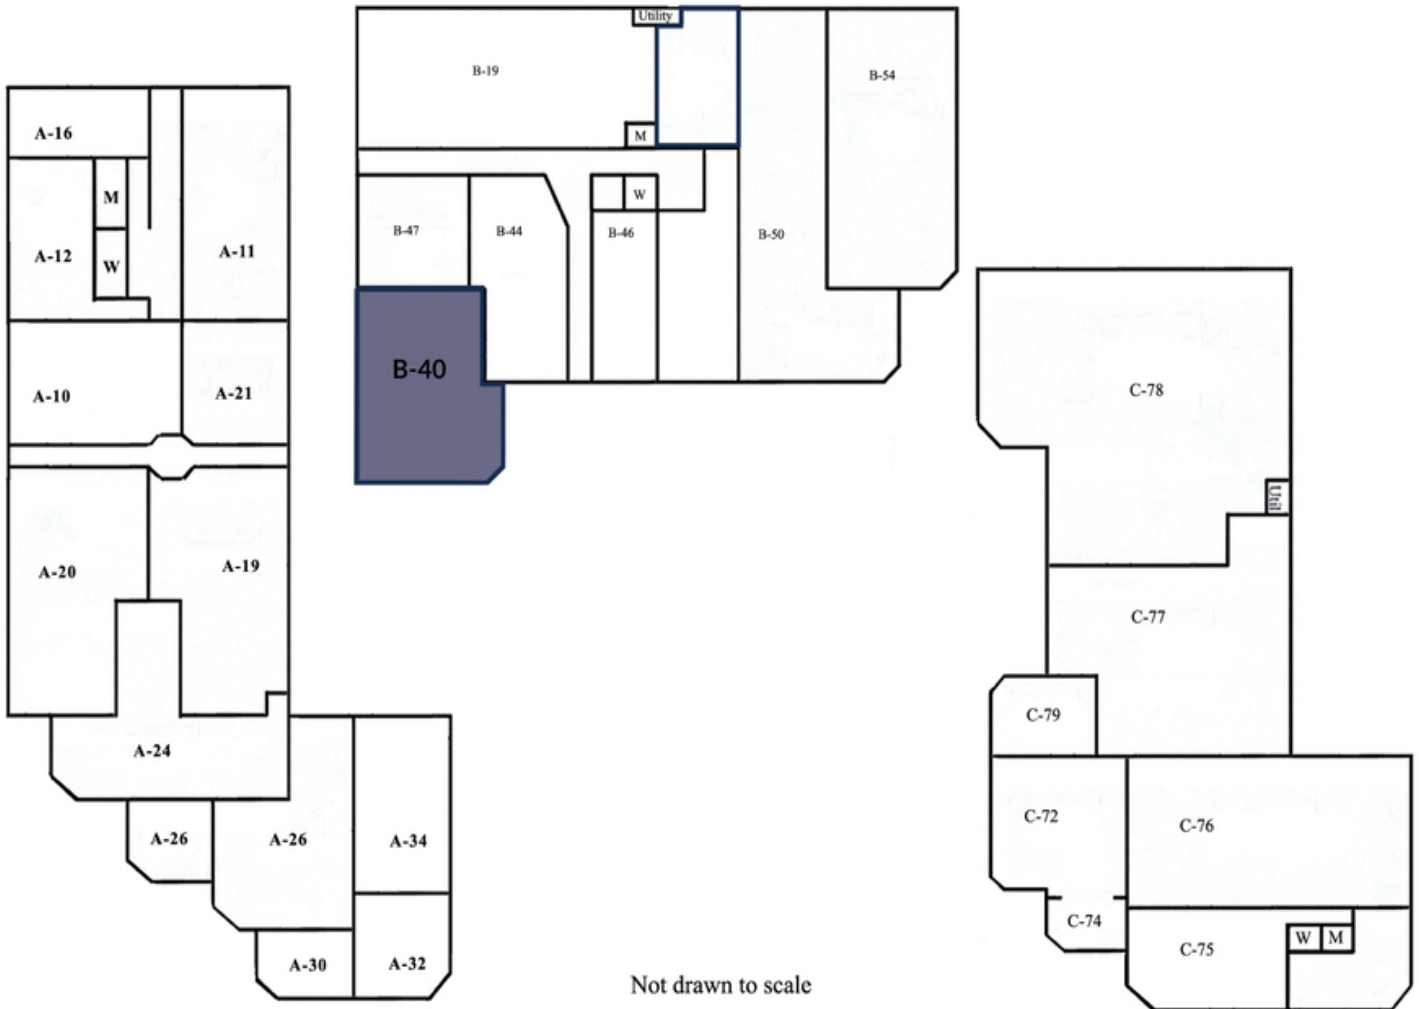 Utility
B-19
B-54
M
A-16
M
A-12
W
A-11
W
B-47
B-44
B-46
B-50
B-40
A-10
A-21
C-78
Util
A-20
A-19
C-77
C-79
A-24
A-26
A-26
A-34
C-72
C-76
C-74
C-75
W
M
A-30
A-32
Not drawn to scale